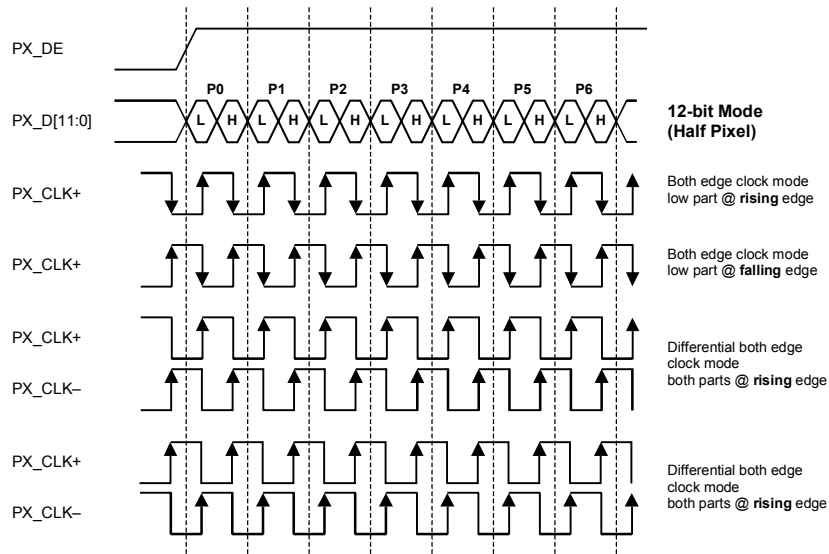 PX_DE
P0 P1 P2 P3 P4 P5 P6
PX_D[11:0] L H L H L H L H L H L H L H
12-bit Mode
(Half Pixel)
PX_CLK+
Both edge clock mode
low part @ rising edge
PX_CLK+
Both edge clock mode
low part @ falling edge
PX_CLK+
PX_CLK–
Differential both edge
clock mode
both parts @ rising edge
PX_CLK+
PX_CLK–
Differential both edge
clock mode
both parts @ rising edge